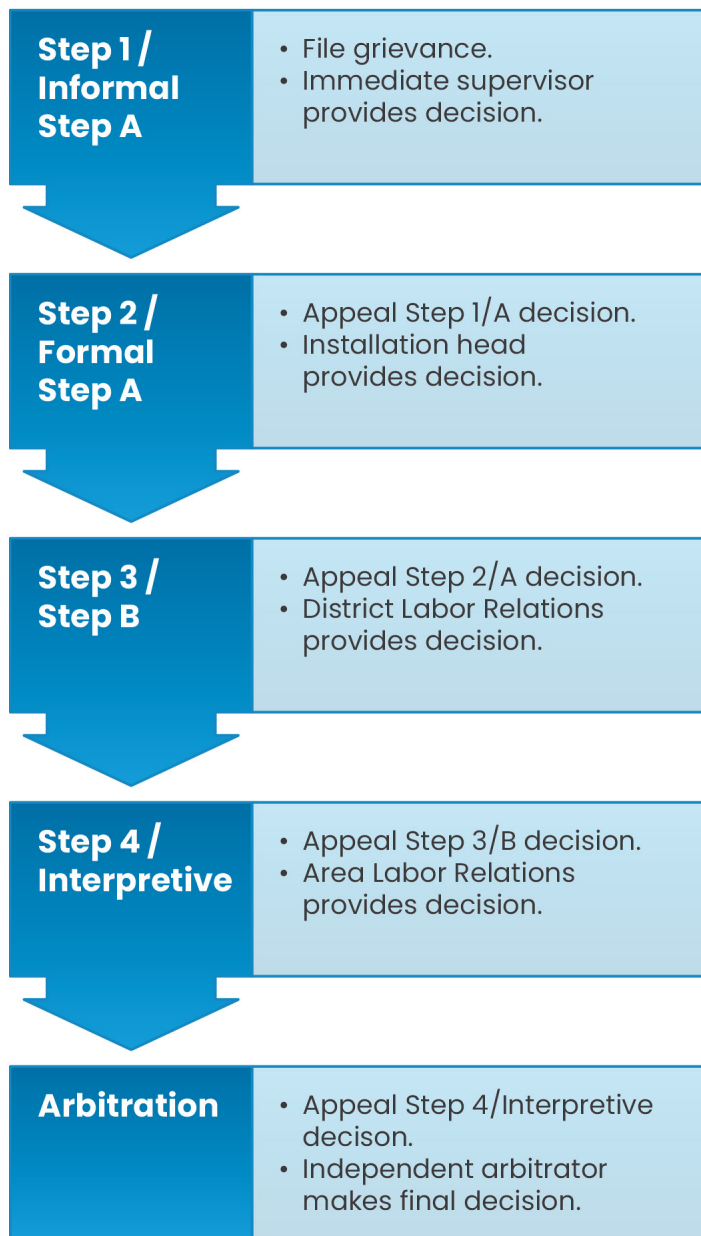 Step 1 /
Informal
Step A
• File grievance.
• Immediate supervisor
provides decision.
Step 2 /
Formal
Step A
• Appeal Step 1/A decision.
• Installation head
provides decision.
Step 3 /
Step B
• Appeal Step 2/A decision.
• District Labor Relations
provides decision.
Step 4 /
Interpretive
• Appeal Step 3/B decision.
• Area Labor Relations
provides decision.
Arbitration
• Appeal Step 4/Interpretive
decison.
• Independent arbitrator
makes final decision.